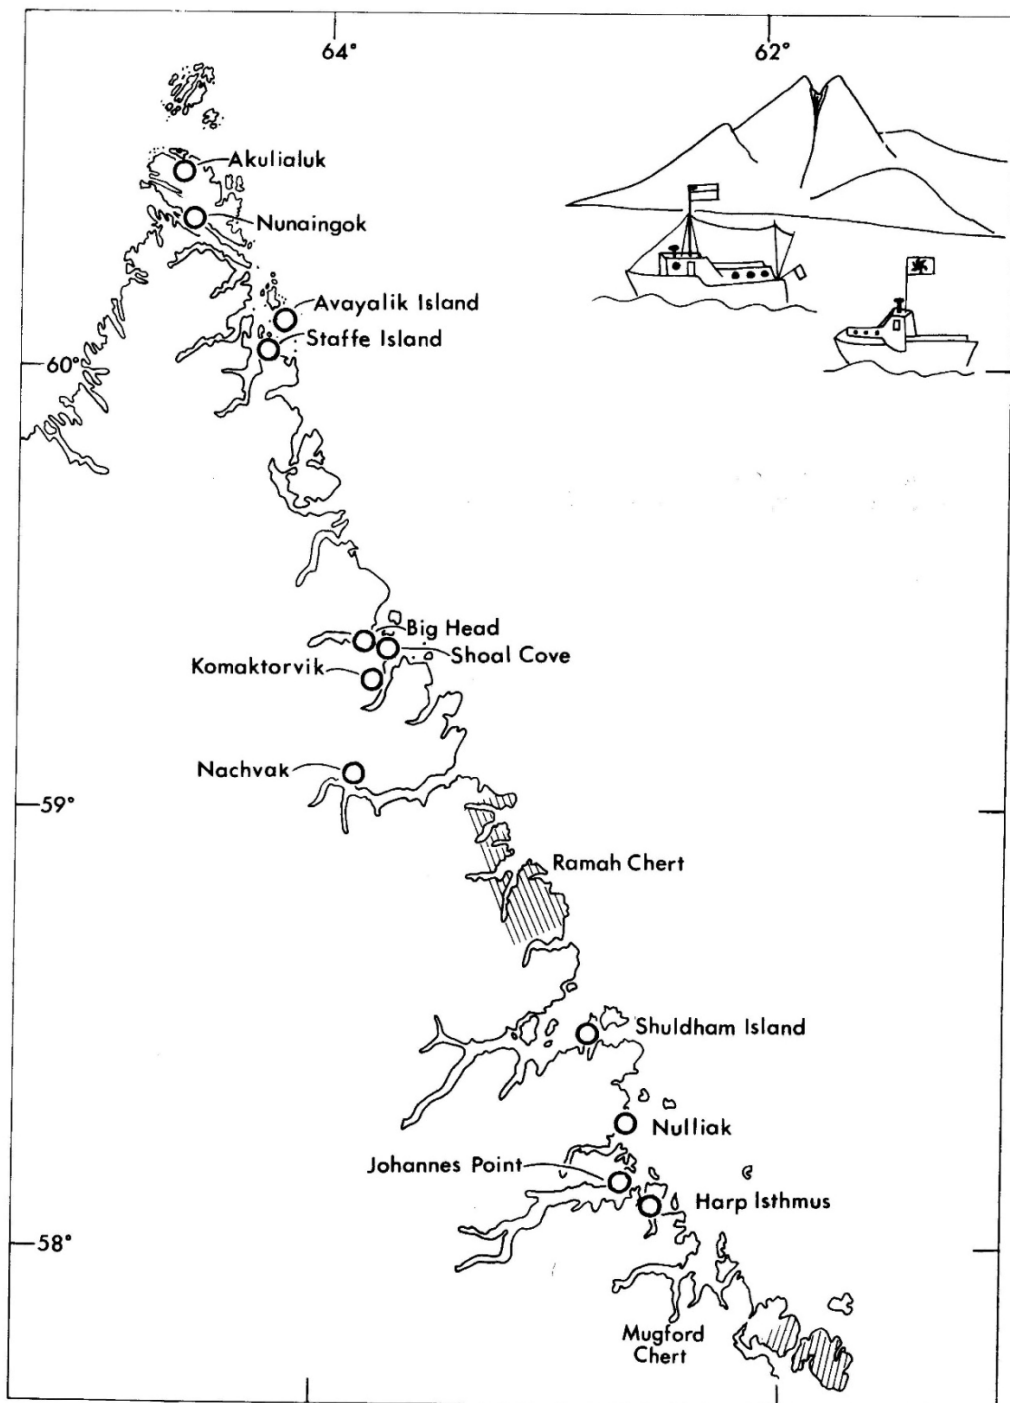 64°
62°
Akulialuk
Nunaingok
Avayalik Island
Staffe Island
60°
Big Head
Shoal Cove
Komaktorvik
Nachvak
59°
Ramah Chert
Shuldham Island
Nulliak
Johannes Point
Harp Isthmus
58°
Mugford
Chert